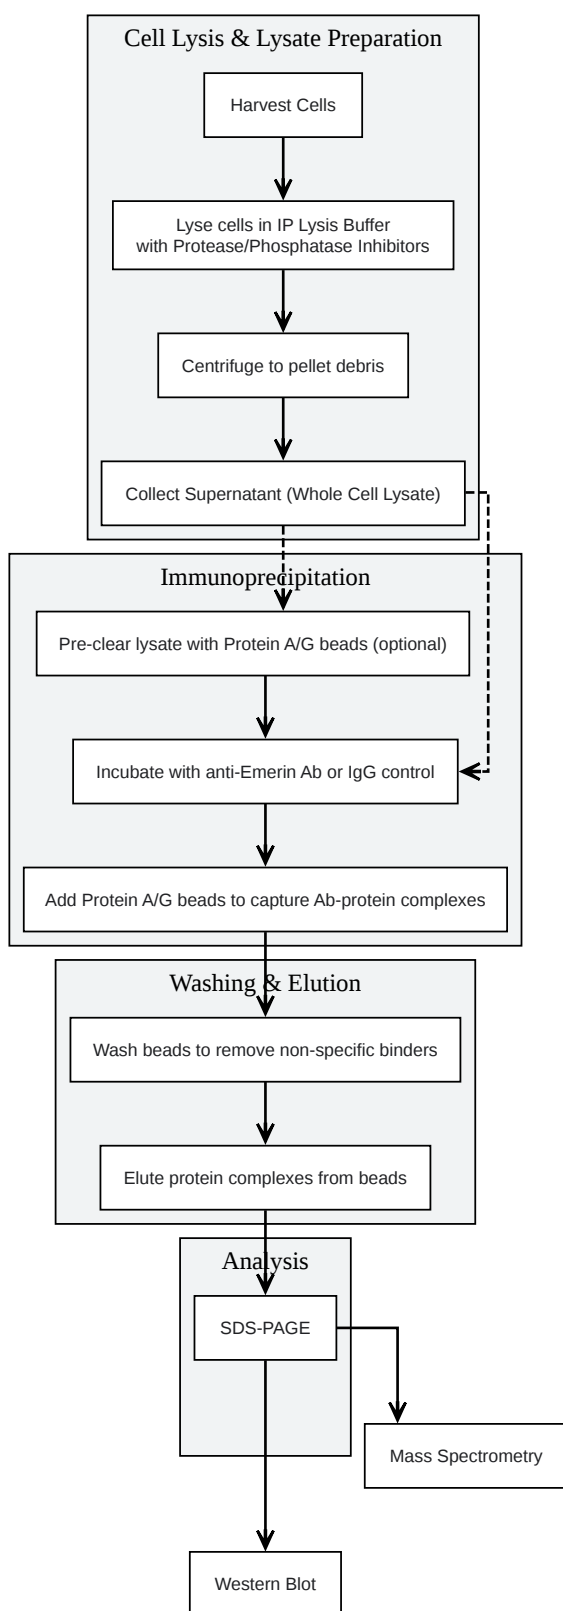 Cell Lysis & Lysate Preparation
Harvest Cells
Lyse cells in IP Lysis Buffer
with Protease/Phosphatase Inhibitors
Centrifuge to pellet debris
Collect Supernatant (Whole Cell Lysate)
Immunoprecipitation
Pre-clear lysate with Protein A/G beads (optional)
Incubate with anti-Emerin Ab or IgG control
Add Protein A/G beads to capture Ab-protein complexes
Washing & Elution
Wash beads to remove non-specific binders
Elute protein complexes from beads
Analysis
SDS-PAGE
Mass Spectrometry
Western Blot